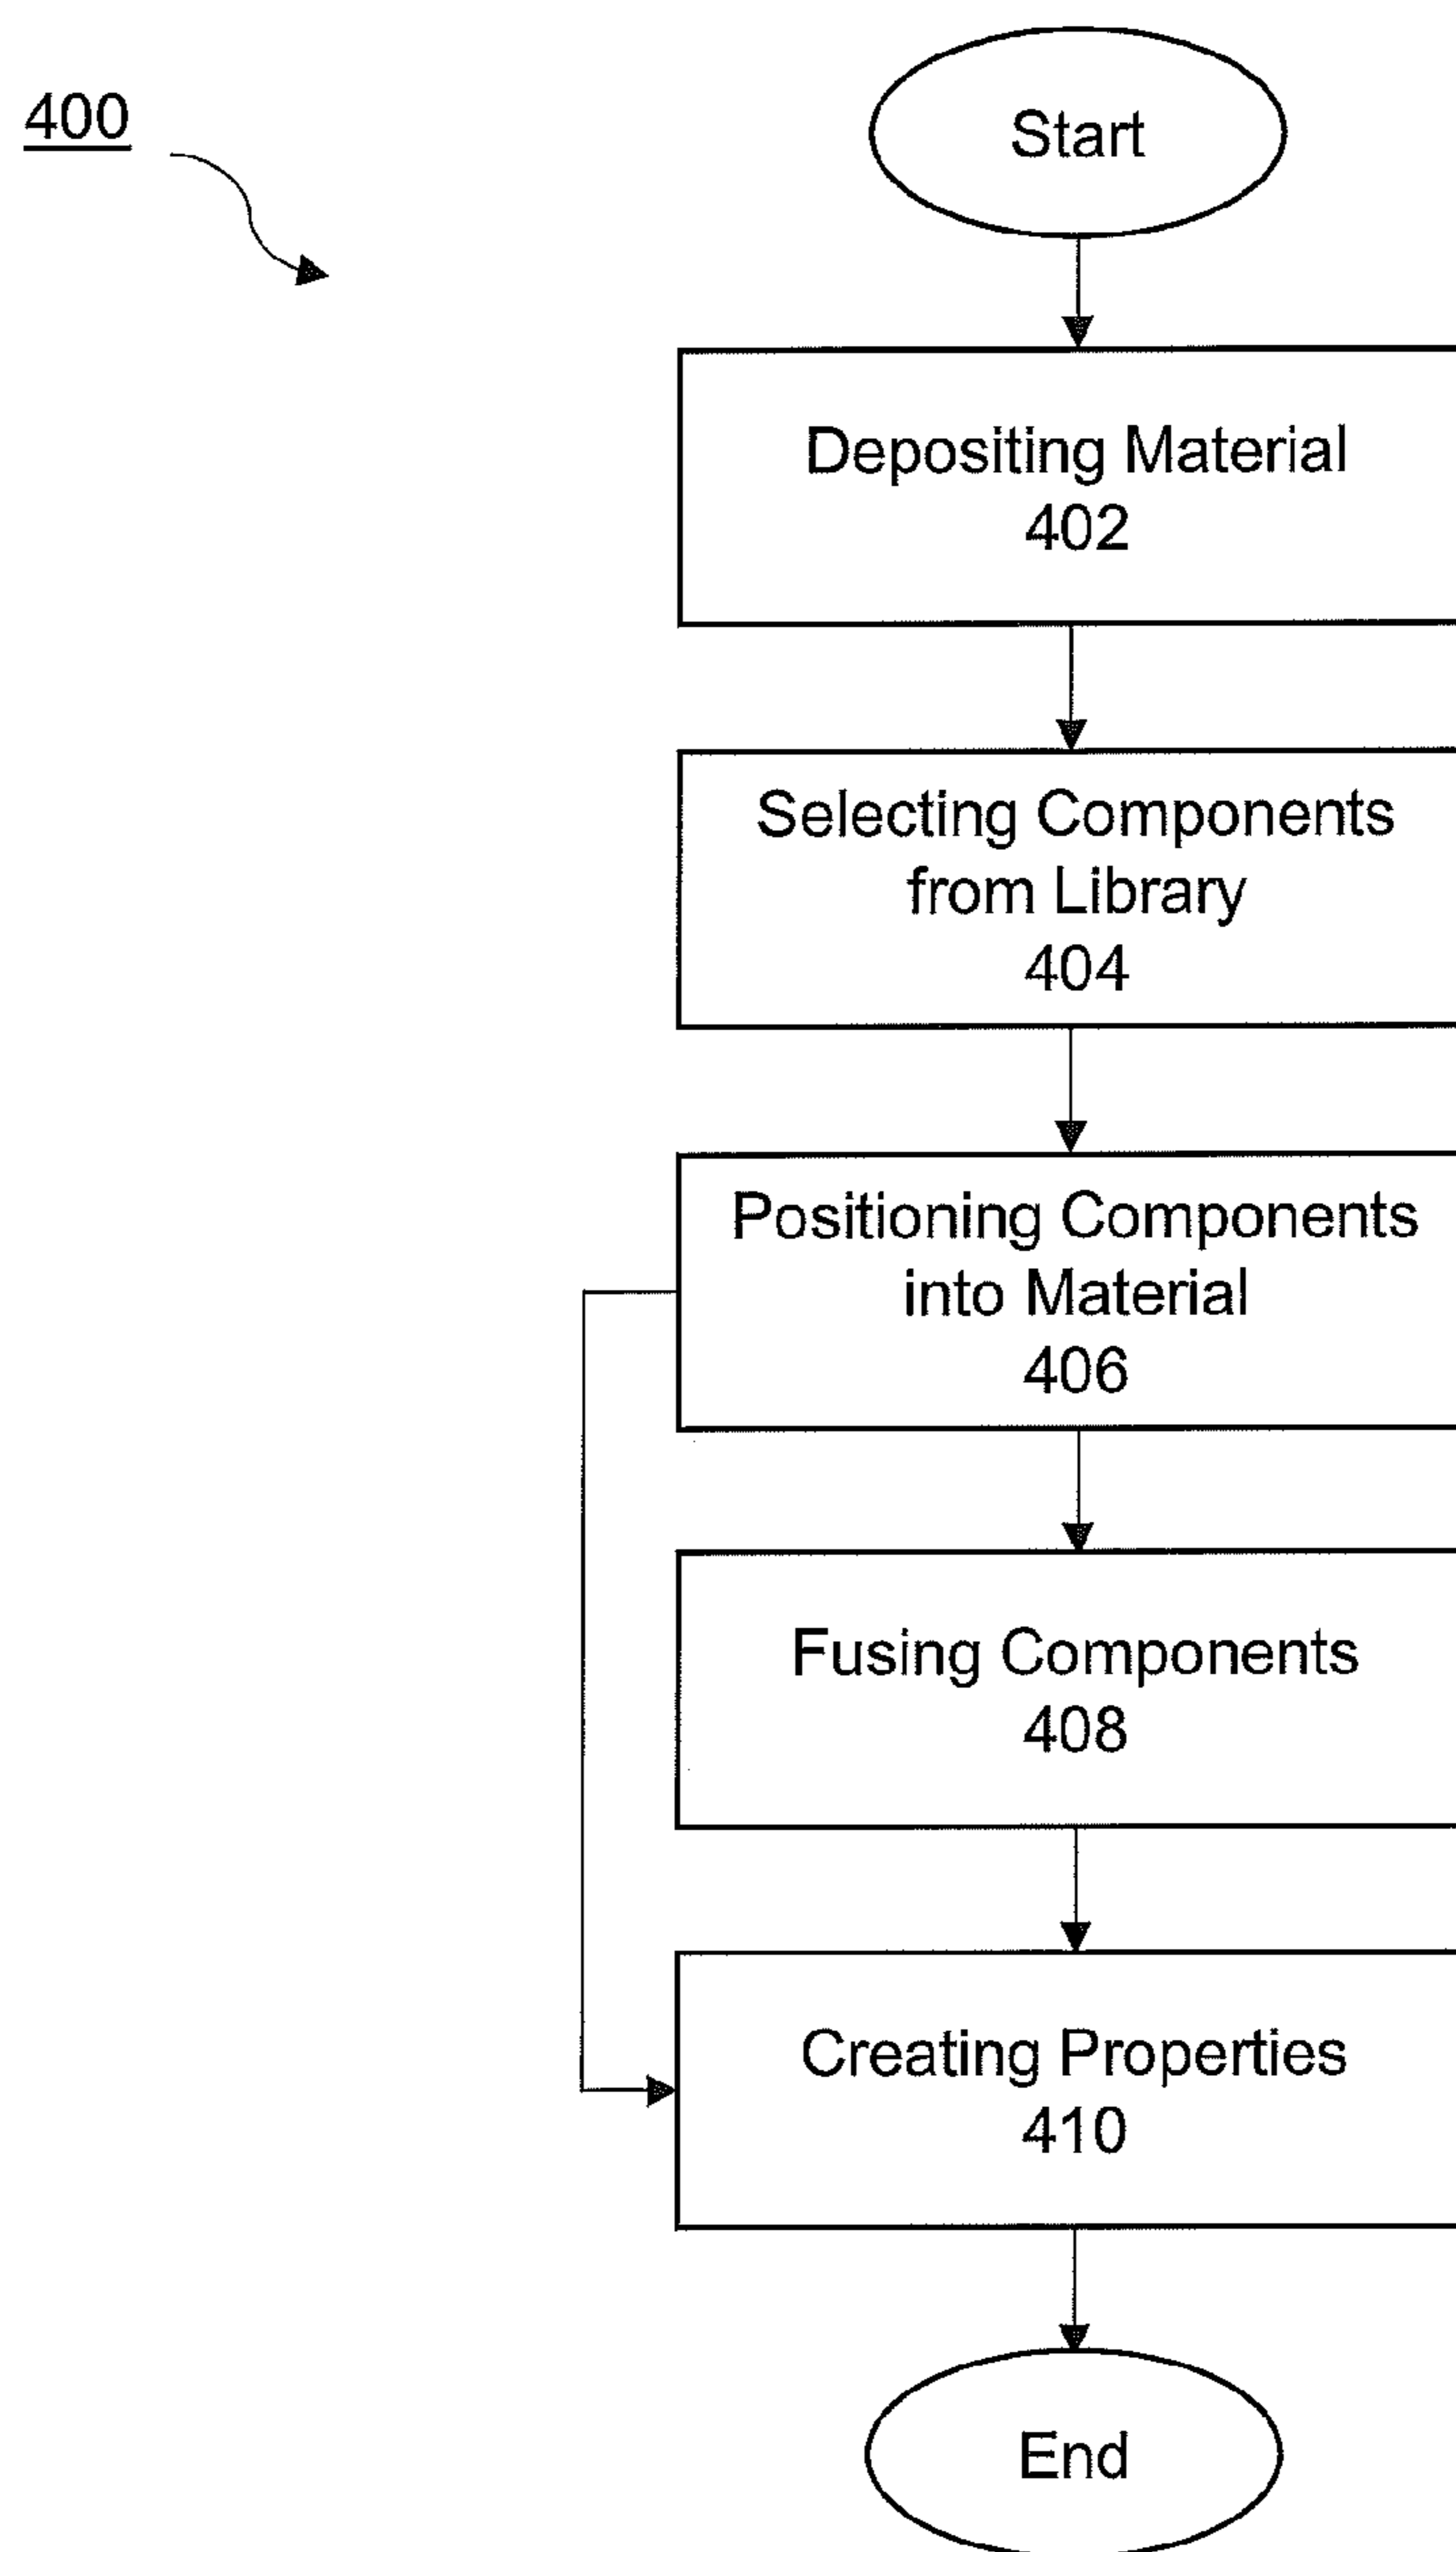 400
Start
Depositing Material
402
Selecting Components
from Library
404
Positioning Components
into Material
406
Fusing Components
408
Creating Properties
410
End